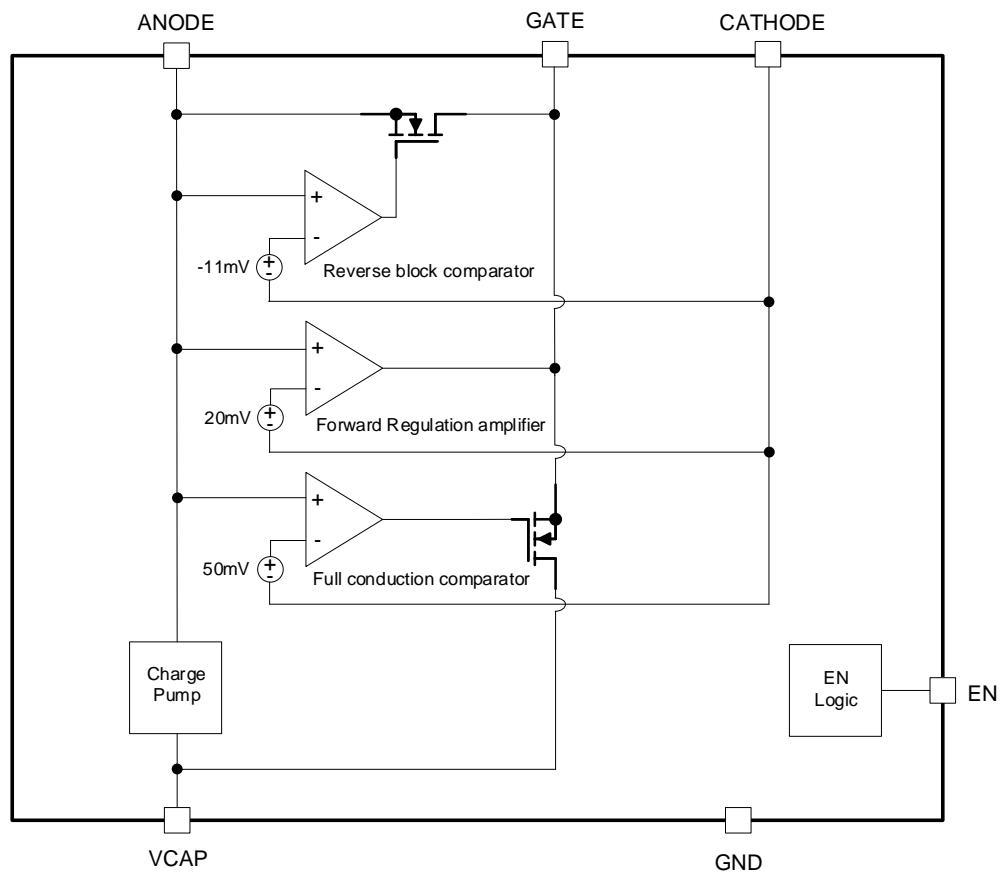 ANODE
GATE
CATHODE
+
-
-11mV
+
-
Reverse block comparator
+
-
20mV
+
-
Forward Regulation amplifier
+
-
50mV
+
-
Full conduction comparator
Charge
Pump
EN
Logic
EN
VCAP
GND